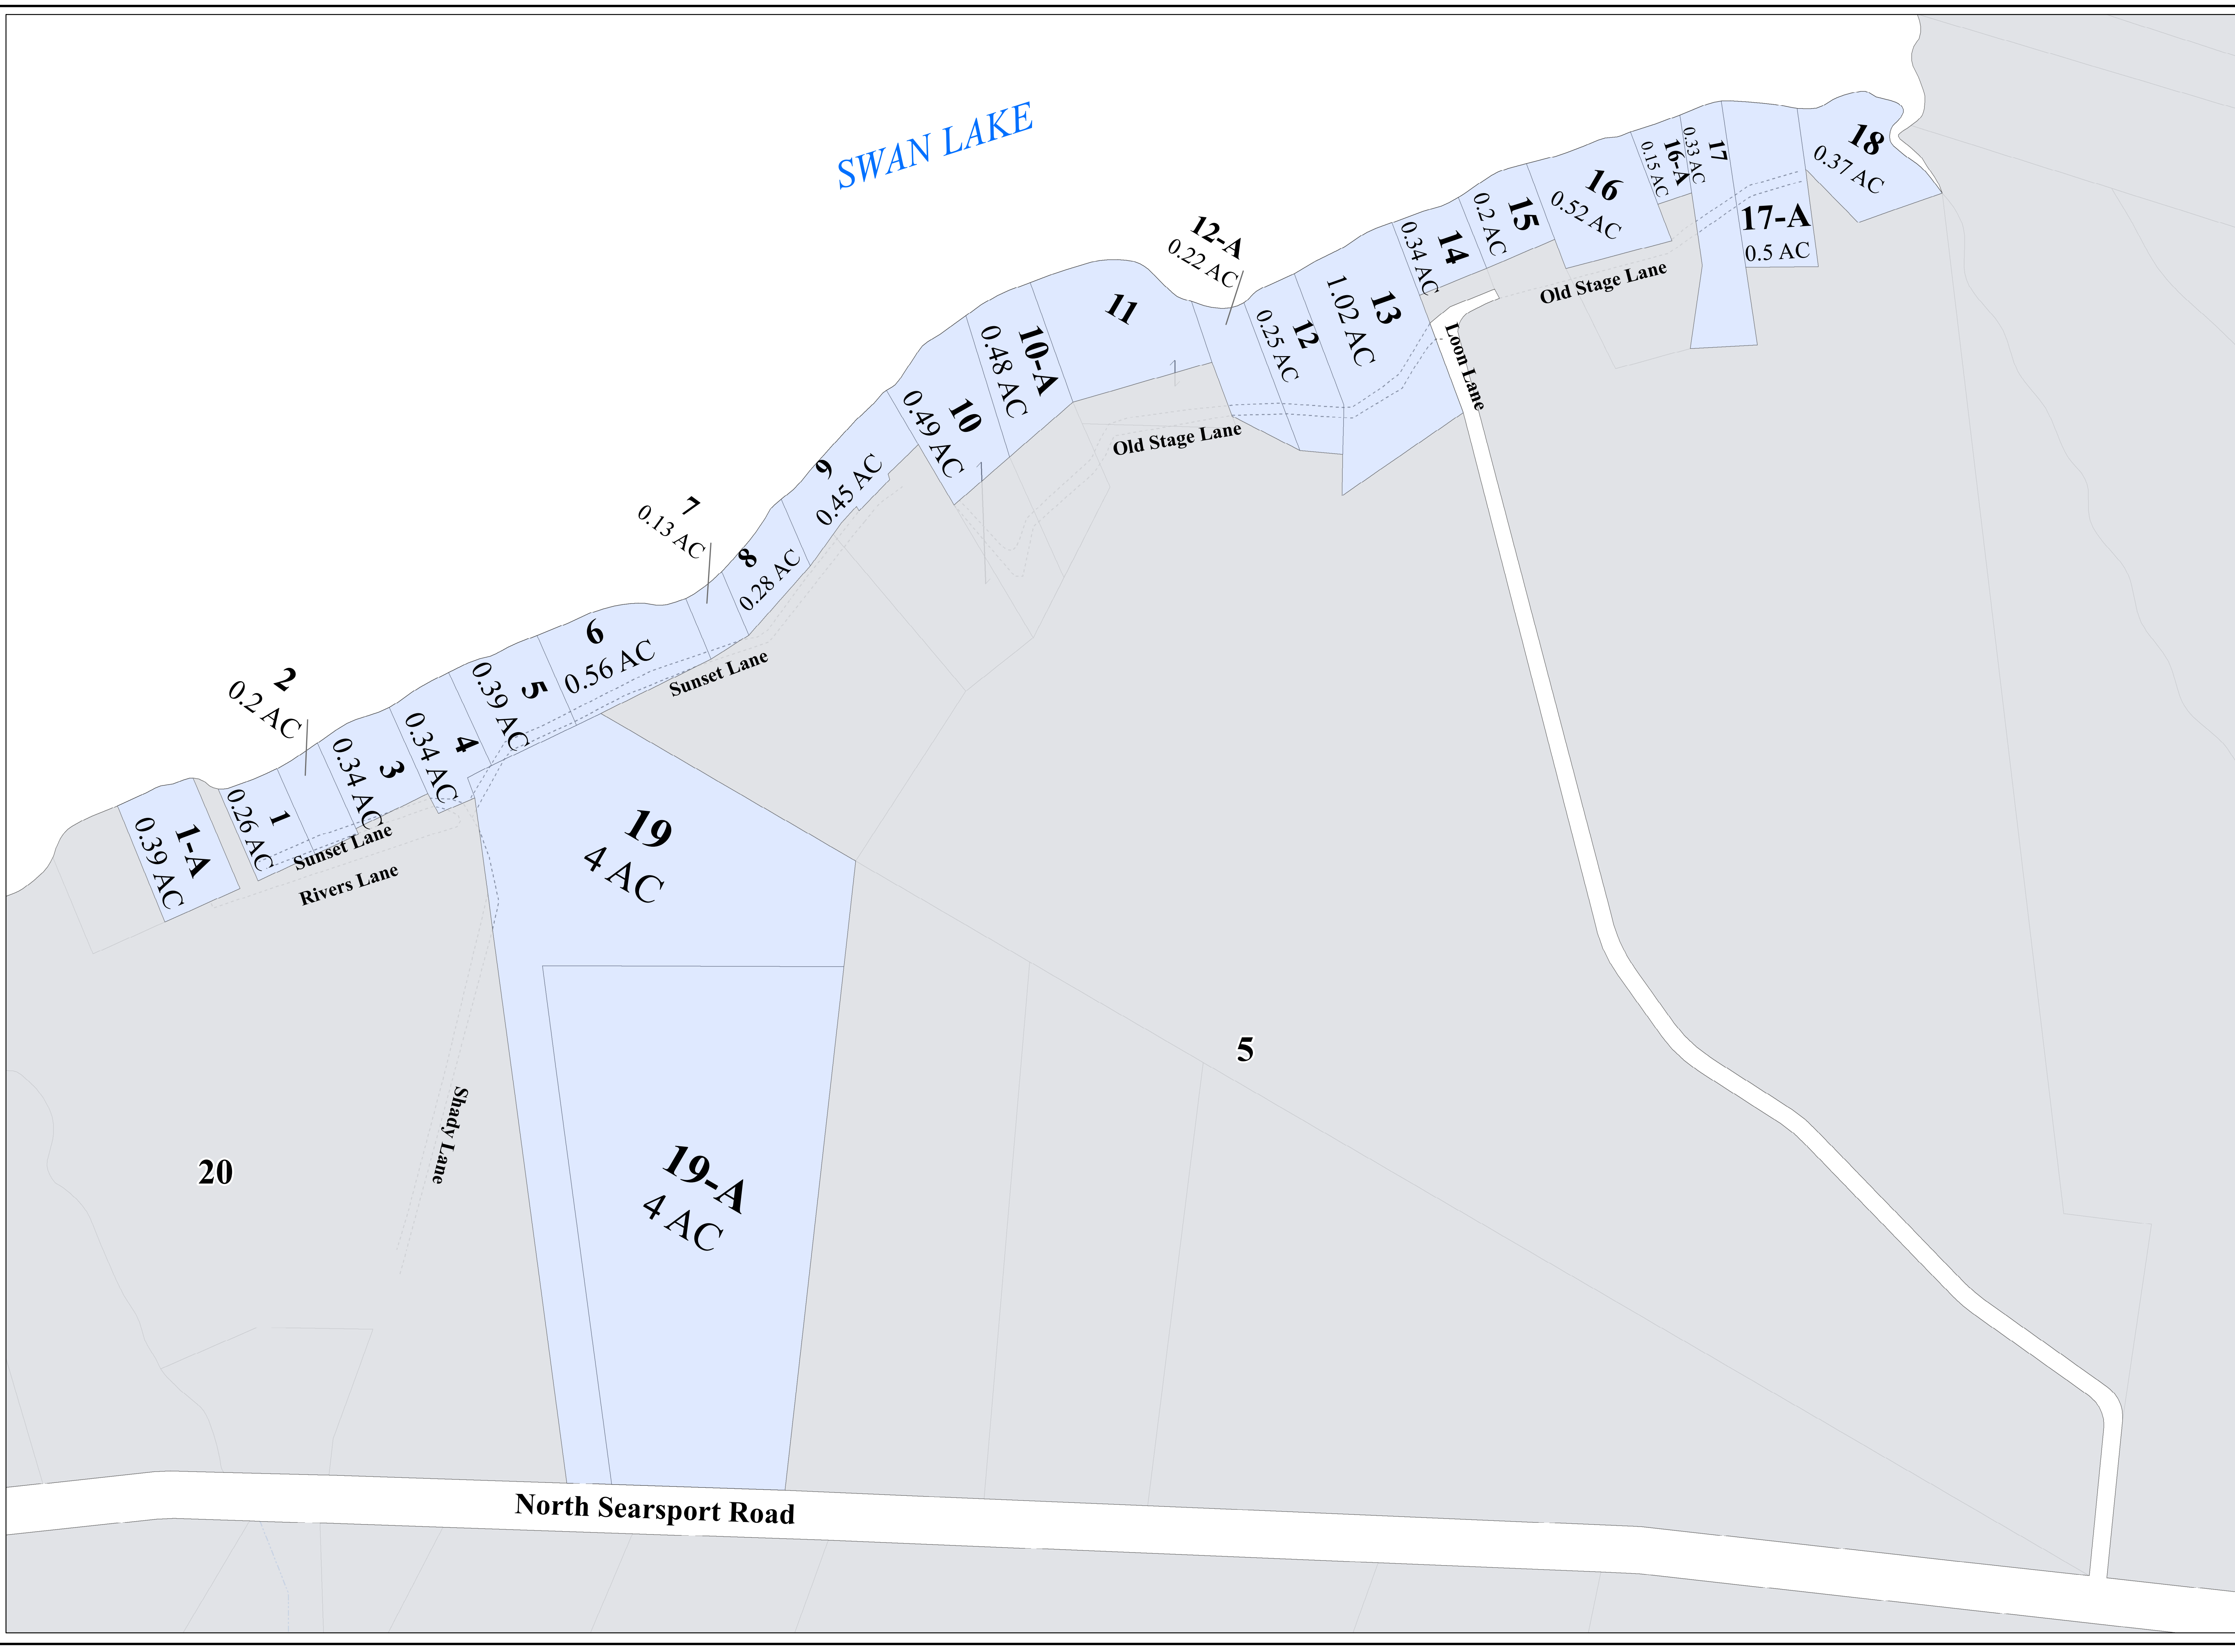 SWAN LAKE
18
0.37 AC
17
0.33 AC
16-A
0.15 AC
17-A
0.5 AC
16
0.52 AC
15
0.2 AC
14
0.34 AC
Old Stage Lane
12-A
0.22 AC
13
1.02 AC
12
0.25 AC
Loon Lane
11
10-A
0.48 AC
10
0.49 AC
Old Stage Lane
9
0.45 AC
7
0.13 AC
8
0.28 AC
6
0.56 AC
Sunset Lane
5
0.39 AC
2
0.2 AC
4
0.34 AC
3
0.34 AC
1
0.26 AC
1-A
0.39 AC
Sunset Lane
Rivers Lane
19
4 AC
5
Shady Lane
20
19-A
4 AC
North Searsport Road